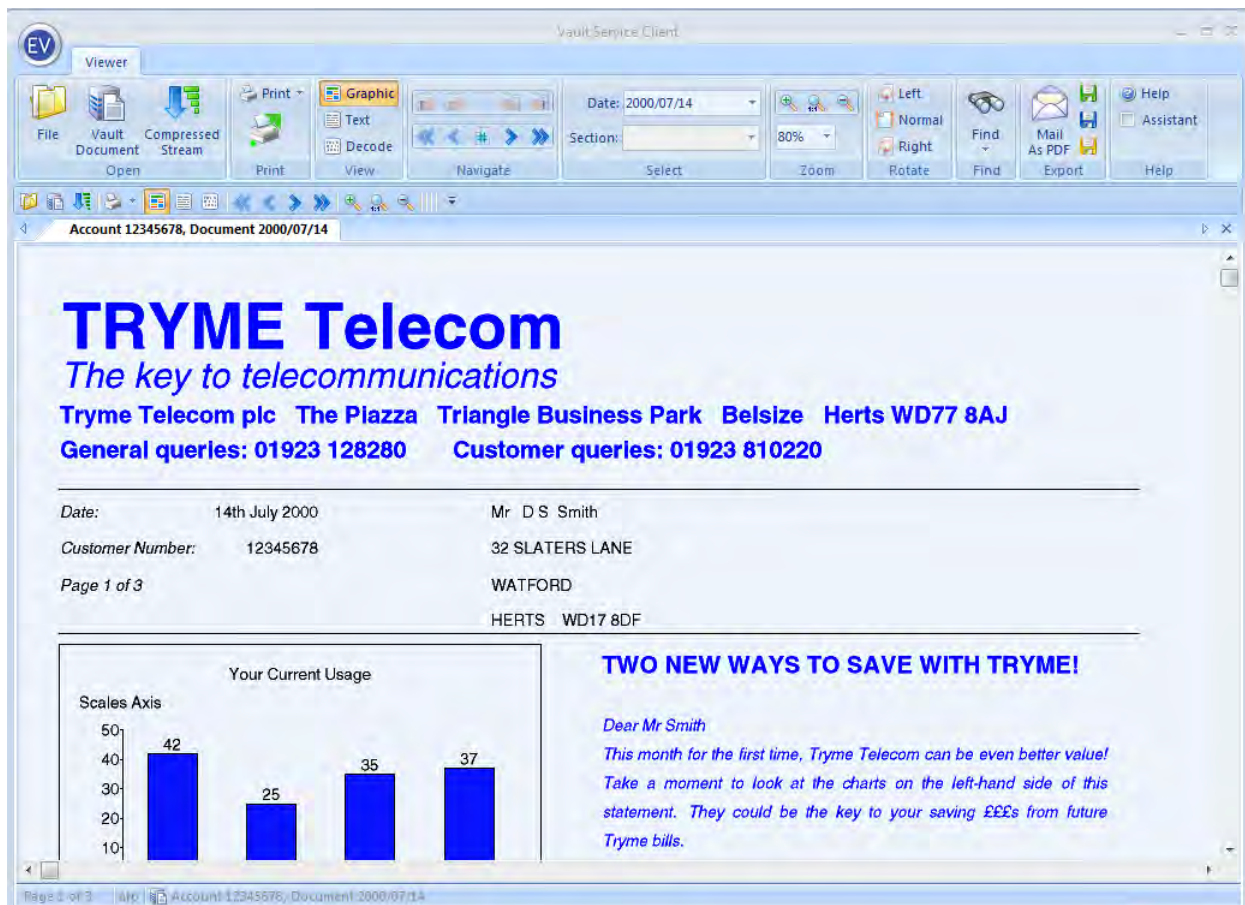 Vault Service Client
EV
Viewer
File
Vault Document
Compressed Stream
Open
Print
Print
Graphic
Text
Decode
View
Navigate
Date: 2000/07/14
Section:
Select
1:1
80%
Zoom
Left
Normal
Right
Rotate
Find
Find
Mail As PDF
Export
Help
Assistant
Help
Account 12345678, Document 2000/07/14
TRYME Telecom
The key to telecommunications
Tryme Telecom plc The Piazza Triangle Business Park Belsize Herts WD77 8AJ
General queries: 01923 128280 Customer queries: 01923 810220
Date: 14th July 2000 Mr D S Smith
Customer Number: 12345678 32 SLATERS LANE
Page 1 of 3 WATFORD
HERTS WD17 8DF
Your Current Usage
Scales Axis
50
40
30
20
10
42
25
35
37
TWO NEW WAYS TO SAVE WITH TRYME!
Dear Mr Smith
This month for the first time, Tryme Telecom can be even better value!
Take a moment to look at the charts on the left-hand side of this
statement. They could be the key to your saving £££s from future
Tryme bills.
Page 1 of 3 Account 12345678, Document 2000/07/14